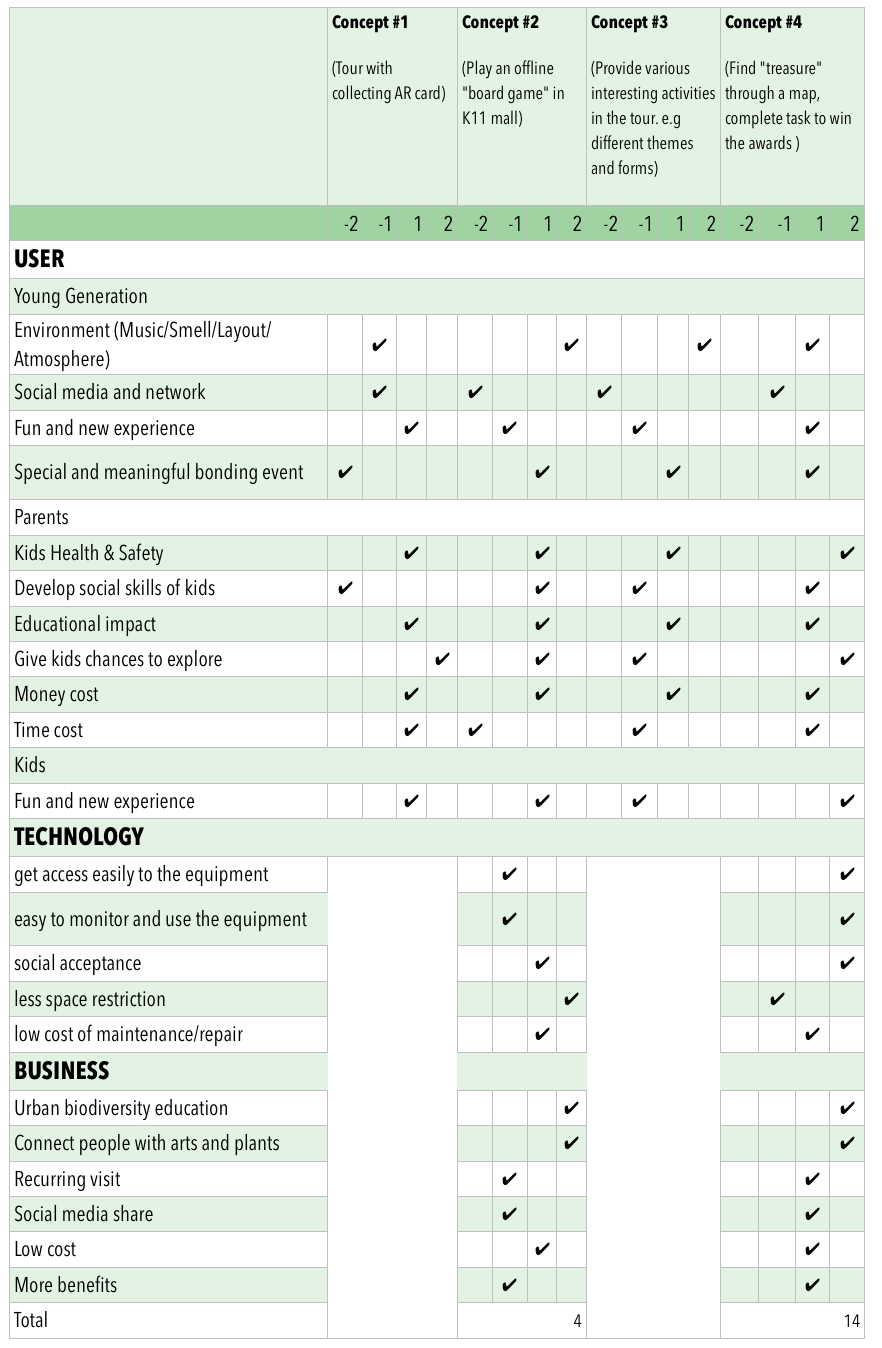 Concept #1 Concept #2 Concept #3 Concept #4
(Tour with
collecting AR card)
(Play an offline
"board game" in
K11 mall)
(Provide various
interesting activities
in the tour. e.g
different themes
and forms)
(Find "treasure"
through a map,
complete task to win
the awards )
-2 -1 1 2 -2 -1 1 2 -2 -1 1 2 -2 -1 1 2
USER
Young Generation
Environment (Music/Smell/Layout/
Atmosphere) ✔ ✔ ✔ ✔
Social media and network ✔ ✔ ✔ ✔
Fun and new experience ✔ ✔ ✔ ✔
Special and meaningful bonding event ✔ ✔ ✔ ✔
Parents
Kids Health & Safety ✔ ✔ ✔ ✔
Develop social skills of kids ✔ ✔ ✔ ✔
Educational impact ✔ ✔ ✔ ✔
Give kids chances to explore ✔ ✔ ✔ ✔
Money cost ✔ ✔ ✔ ✔
Time cost ✔ ✔ ✔ ✔
Kids
Fun and new experience ✔ ✔ ✔ ✔
TECHNOLOGY
get access easily to the equipment ✔ ✔
easy to monitor and use the equipment ✔ ✔
social acceptance ✔ ✔
less space restriction ✔ ✔
low cost of maintenance/repair ✔ ✔
BUSINESS
Urban biodiversity education ✔ ✔
Connect people with arts and plants ✔ ✔
Recurring visit ✔ ✔
Social media share ✔ ✔
Low cost ✔ ✔
More benefits ✔ ✔
Total 4 14